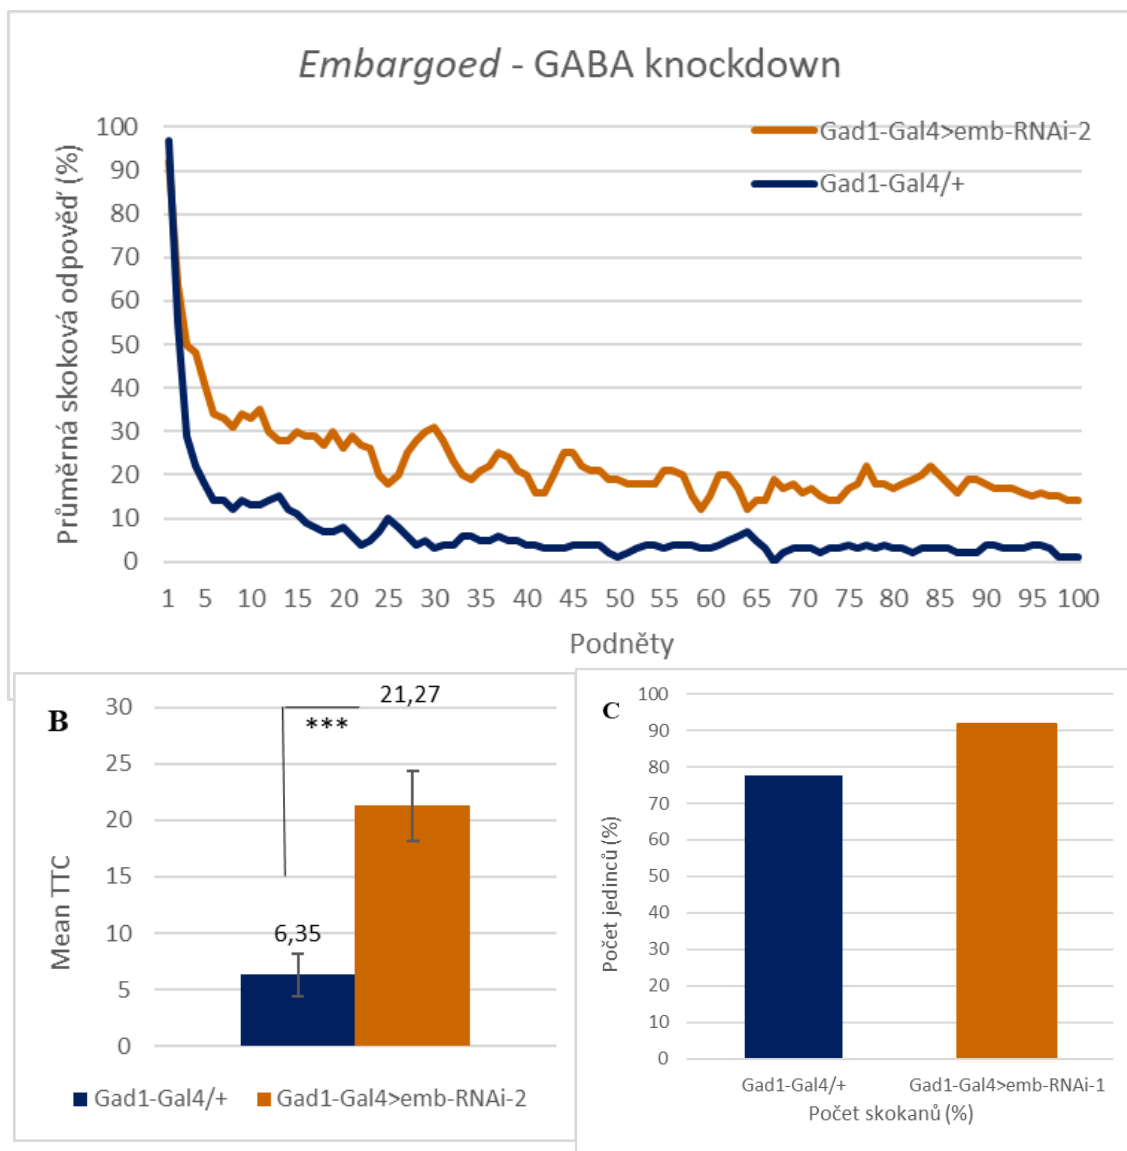 Embargoed - GABA knockdown
Gad1-Gal4>emb-RNAi-2
Gad1-Gal4/+
Průměrná skoková odpověď (%)
100
90
80
70
60
50
40
30
20
10
0
1 5 10 15 20 25 30 35 40 45 50 55 60 65 70 75 80 85 90 95 100
Podněty
B
Mean TTC
30
25
20
15
10
5
0
21,27
***
6,35
Gad1-Gal4/+ Gad1-Gal4>emb-RNAi-2
C
Počet jedinců (%)
100
90
80
70
60
50
40
30
20
10
0
Gad1-Gal4/+ Gad1-Gal4>emb-RNAi-1
Počet skokanů (%)